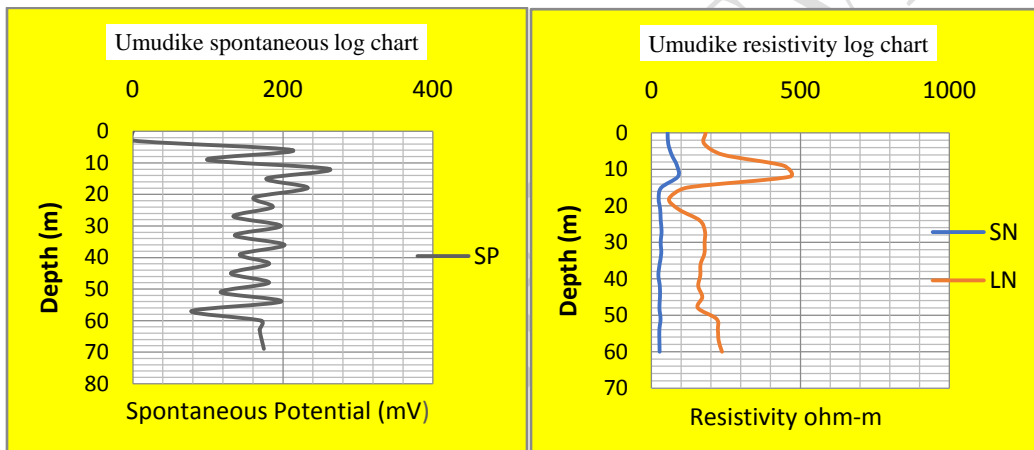 Umudike spontaneous log chart
0 200 400
0
10
20
30
40
50
60
70
80
Depth (m)
SP
Spontaneous Potential (mV)
Umudike resistivity log chart
0 500 1000
0
10
20
30
40
50
60
70
Depth (m)
SN
LN
Resistivity ohm-m